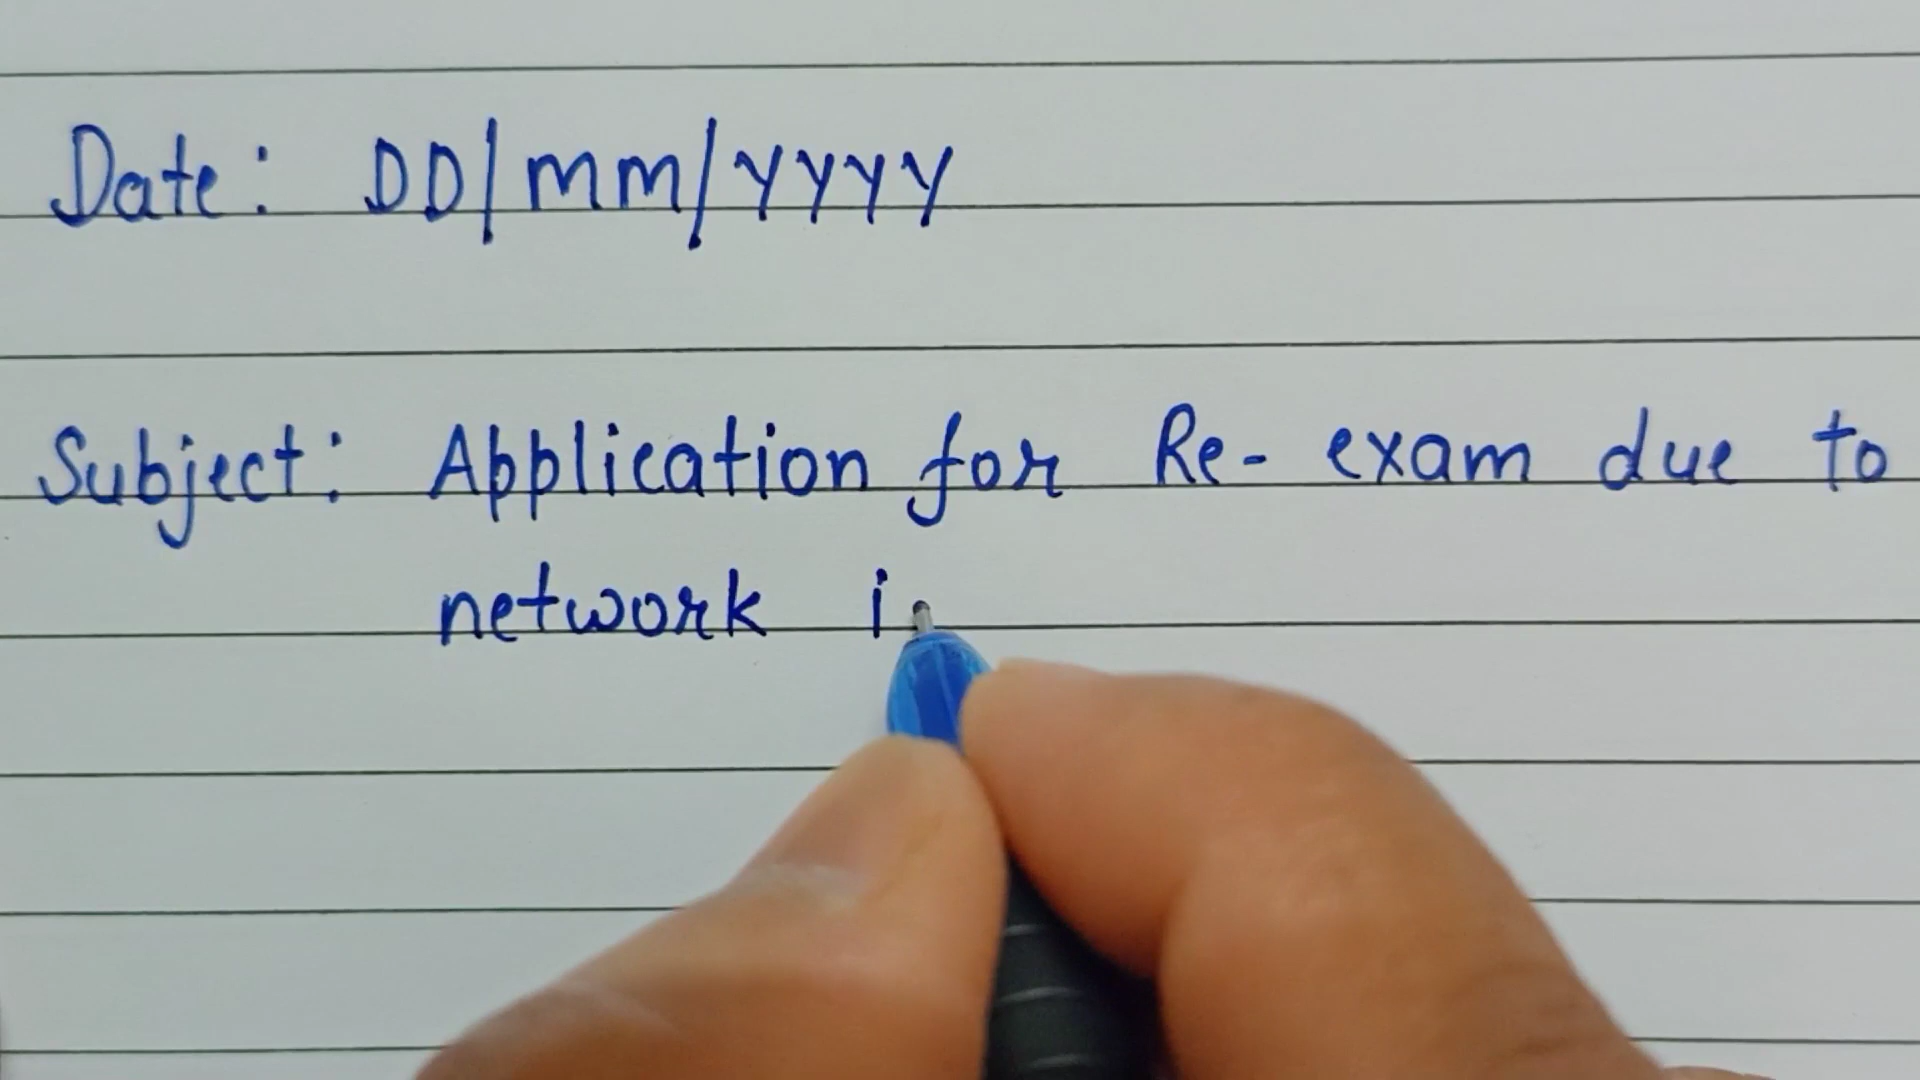 Date: DD/MM/YYYY
Subject: Application for Re-exam due to
network i